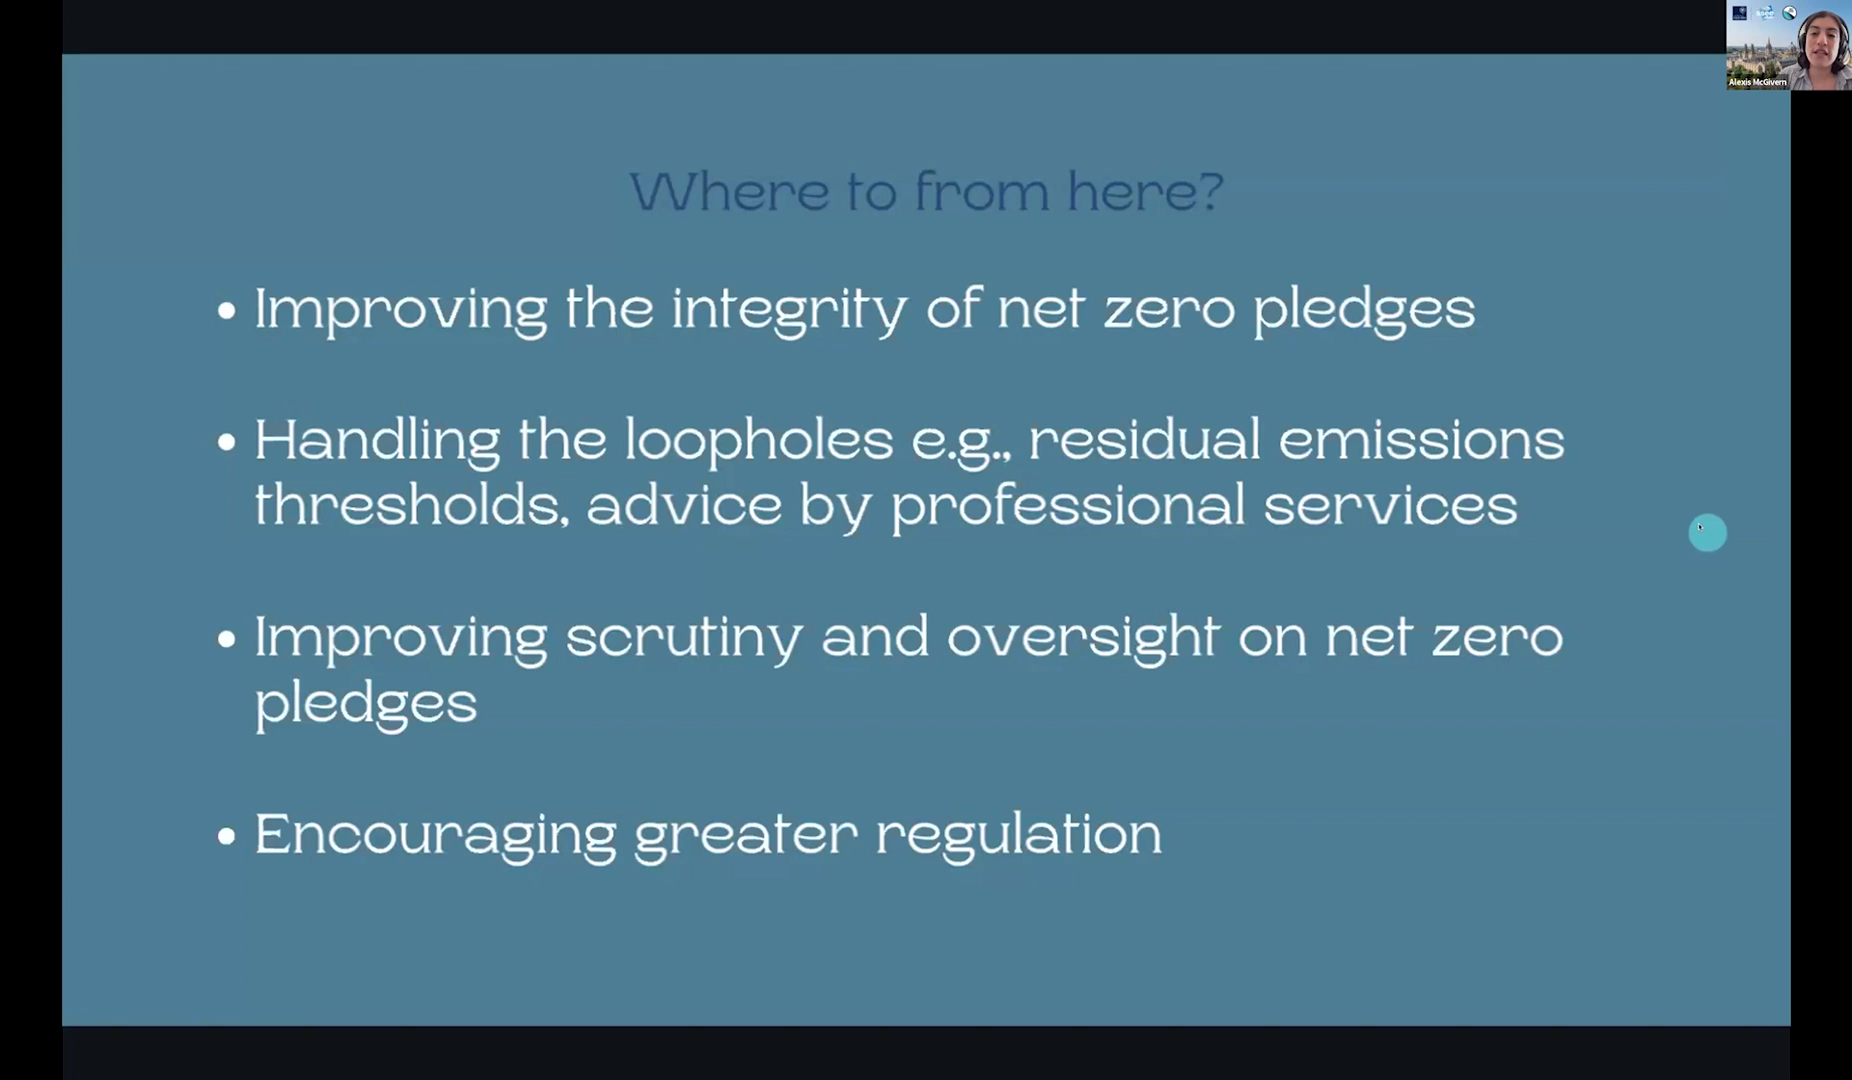 Alexis McGivern
Where to from here?
• Improving the integrity of net zero pledges
• Handling the loopholes e.g., residual emissions
thresholds, advice by professional services
• Improving scrutiny and oversight on net zero
pledges
• Encouraging greater regulation